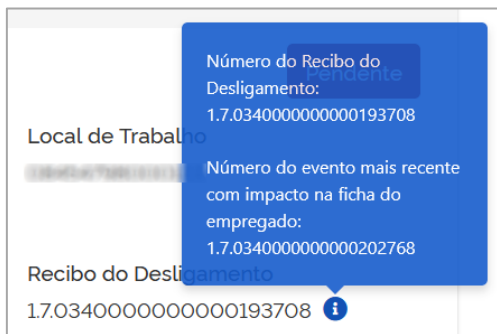 Número do Recibo do
Desligamento:
1.7.0340000000000193708
Pendente
Número do evento mais recente
com impacto na ficha do
empregado:
1.7.0340000000000202768
Local de Trabalho
Recibo do Desligamento
1.7.0340000000000193708